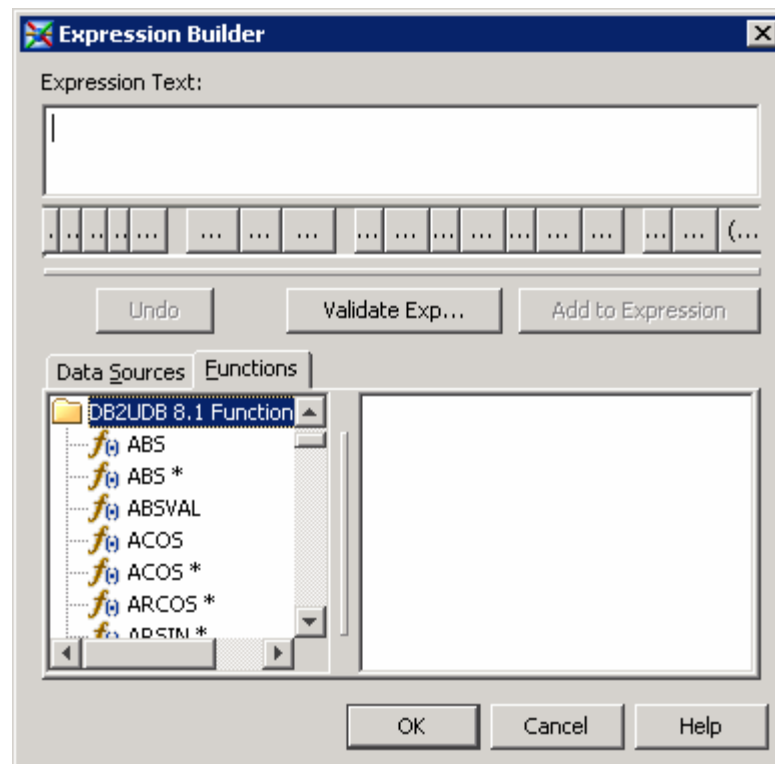 Expression Builder
Expression Text:
. .. .. .. ... ... ... ... ... ... ... ... ... ... ... ... ... (...
Undo Validate Exp... Add to Expression
Data Sources Functions
DB2UDB 8.1 Function
ABS
ABS *
ABSVAL
ACOS
ACOS *
ARCOS *
ARSIN *
OK Cancel Help